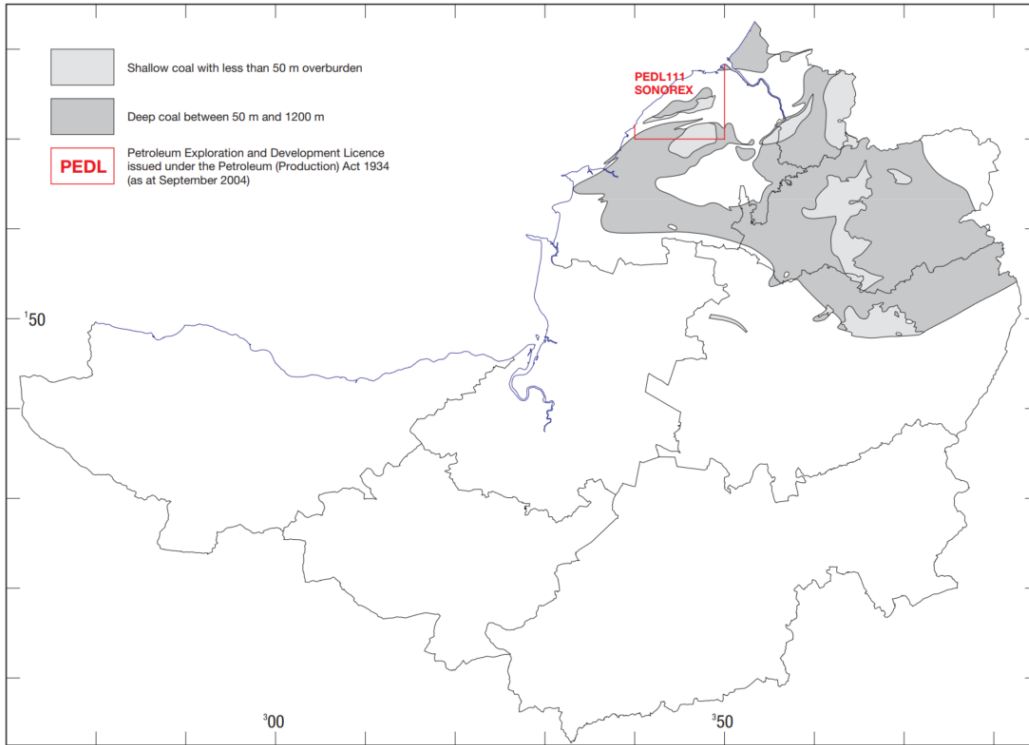 Shallow coal with less than 50 m overburden
Deep coal between 50 m and 1200 m
PEDL
Petroleum Exploration and Development Licence
issued under the Petroleum (Production) Act 1934
(as at September 2004)
PEDL111
SONOREX
¹50
³00
³50